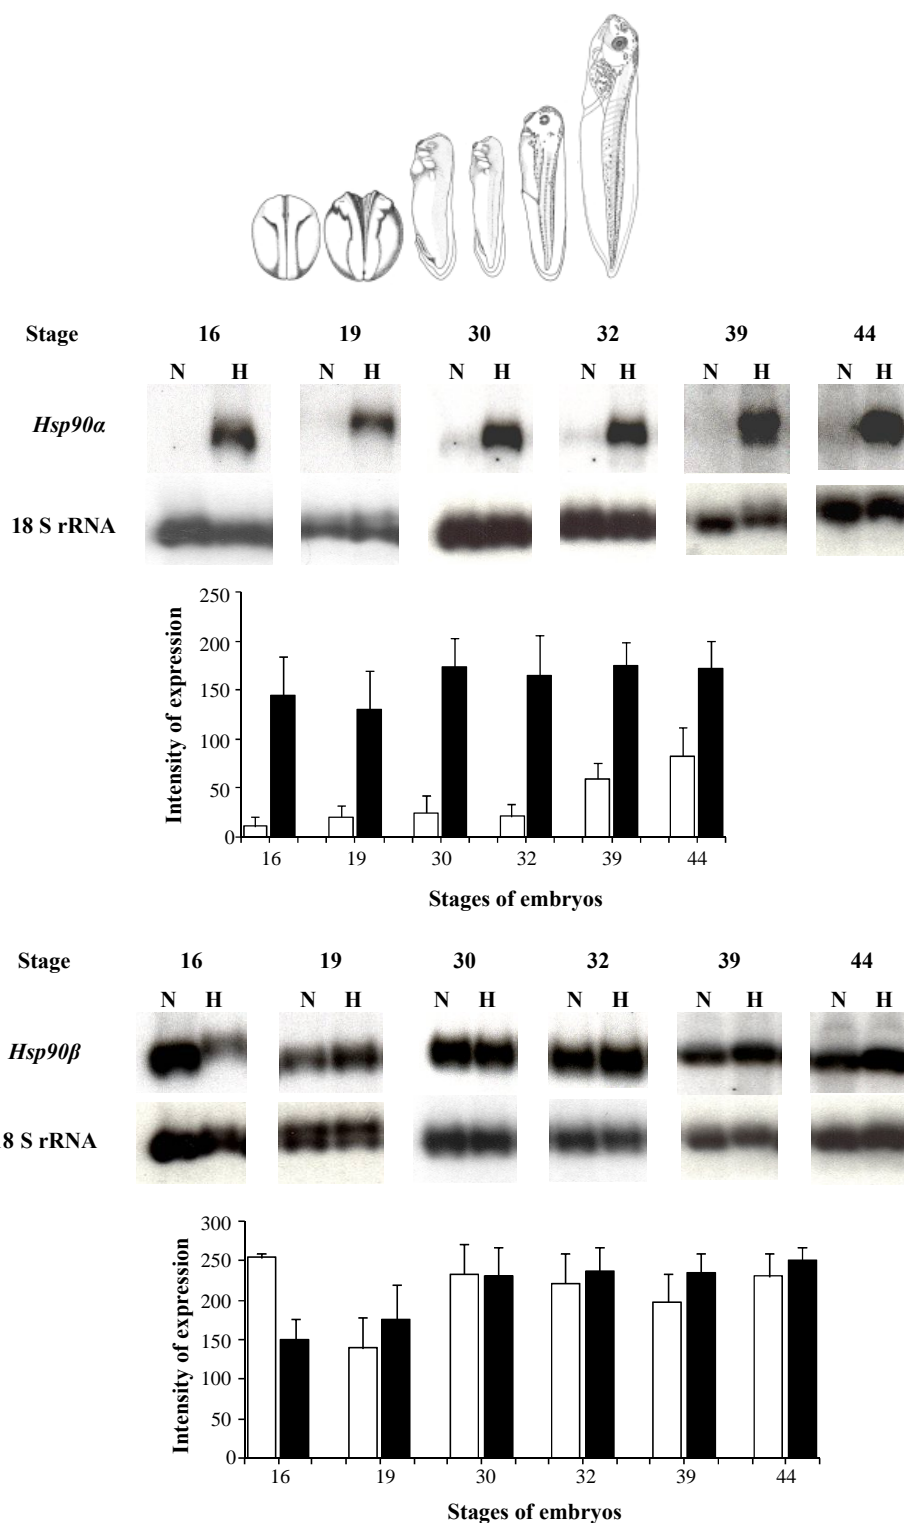 Stage 16 19 30 32 39 44
N H N H N H N H N H N H
Hsp90α
18 S rRNA
Intensity of expression
250
200
150
100
50
0
16 19 30 32 39 44
Stages of embryos
Stage 16 19 30 32 39 44
N H N H N H N H N H N H
Hsp90β
8 S rRNA
Intensity of expression
300
250
200
150
100
50
0
16 19 30 32 39 44
Stages of embryos